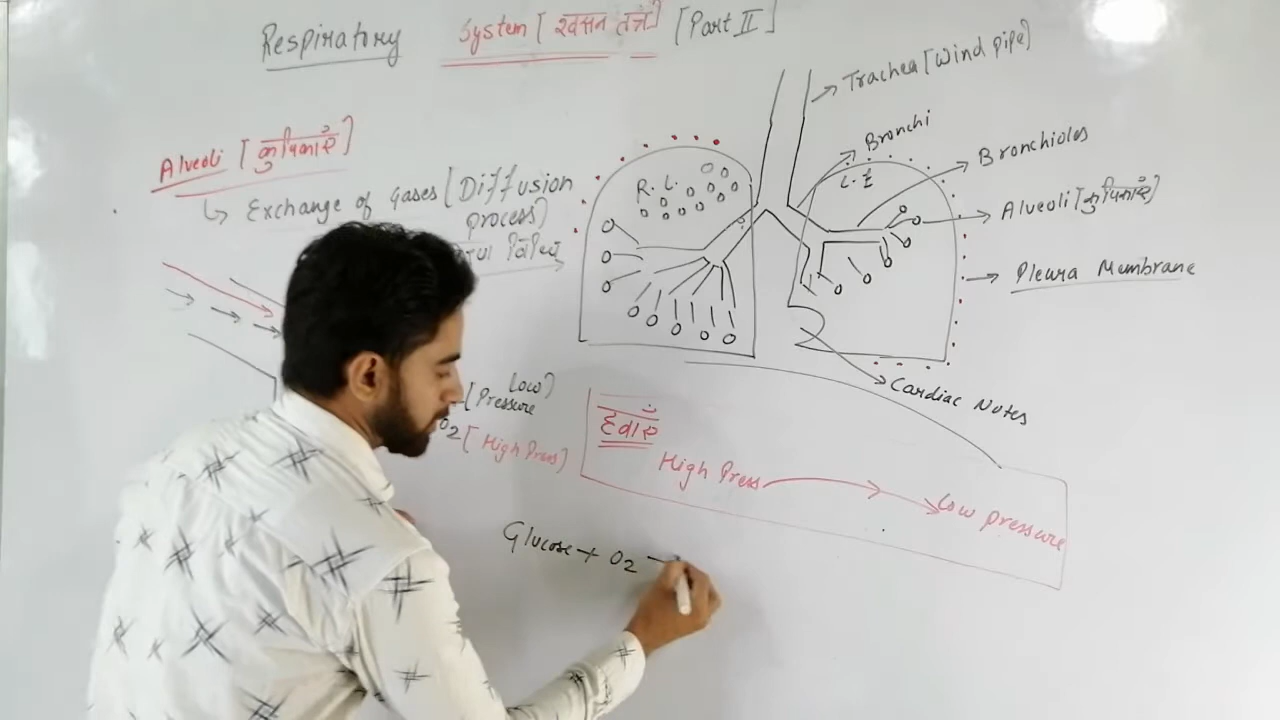 Respiratory System [श्वसन तंत्र] [Part II]
Alveoli [कूपिकाएं]
↳ Exchange of Gases (Diffusion
process)
Low)
[Pressure
O2 [High Press)
R. L.
L. L
→ Trachea [Wind pipe)
Bronchi
Bronchioles
Alveoli [कूपिकाएं)
→ Pleura Membrane
Cardiac Notes
हवाएं
High Press → Low pressure
Glucose + O2 —